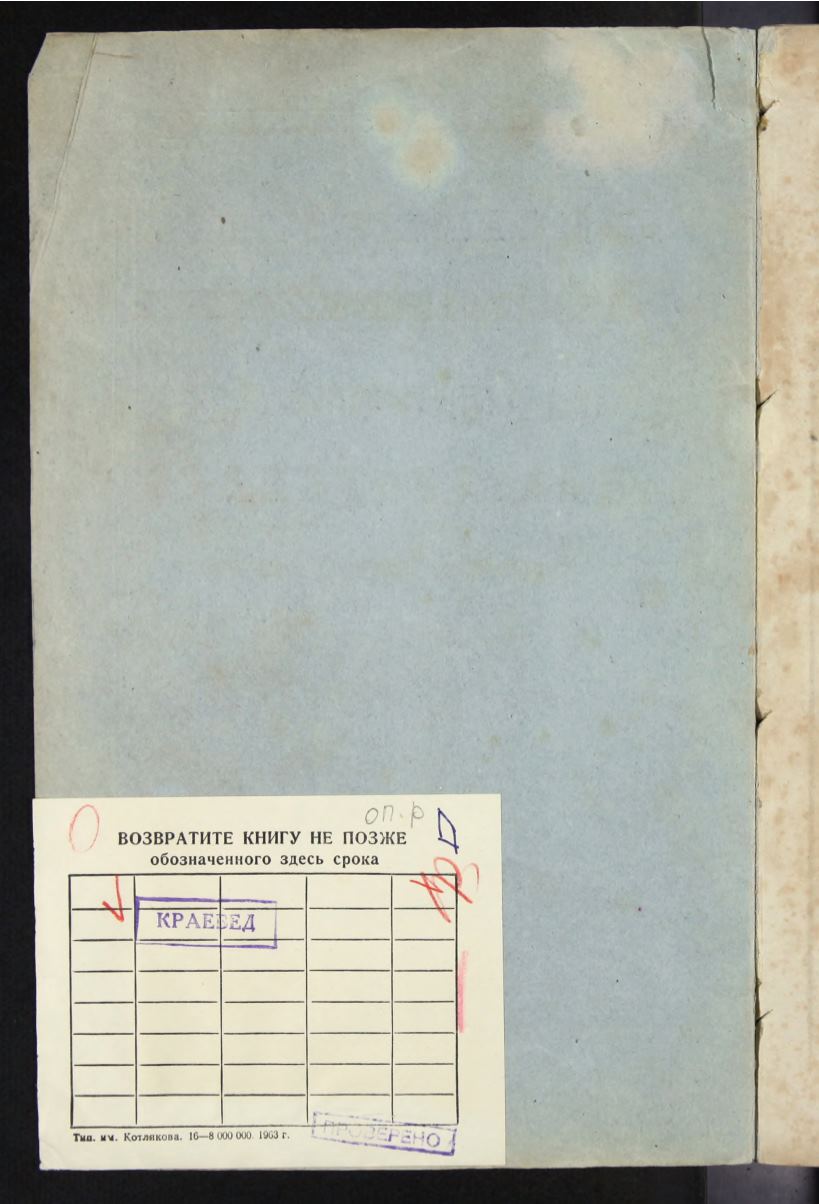 оп. р
ВОЗВРАТИТЕ КНИГУ НЕ ПОЗЖЕ
обозначенного здесь срока
КРАЕВЕД
Тип. им. Котлякова. 16—8 000 000. 1963 г.
ПРОВЕРЕНО